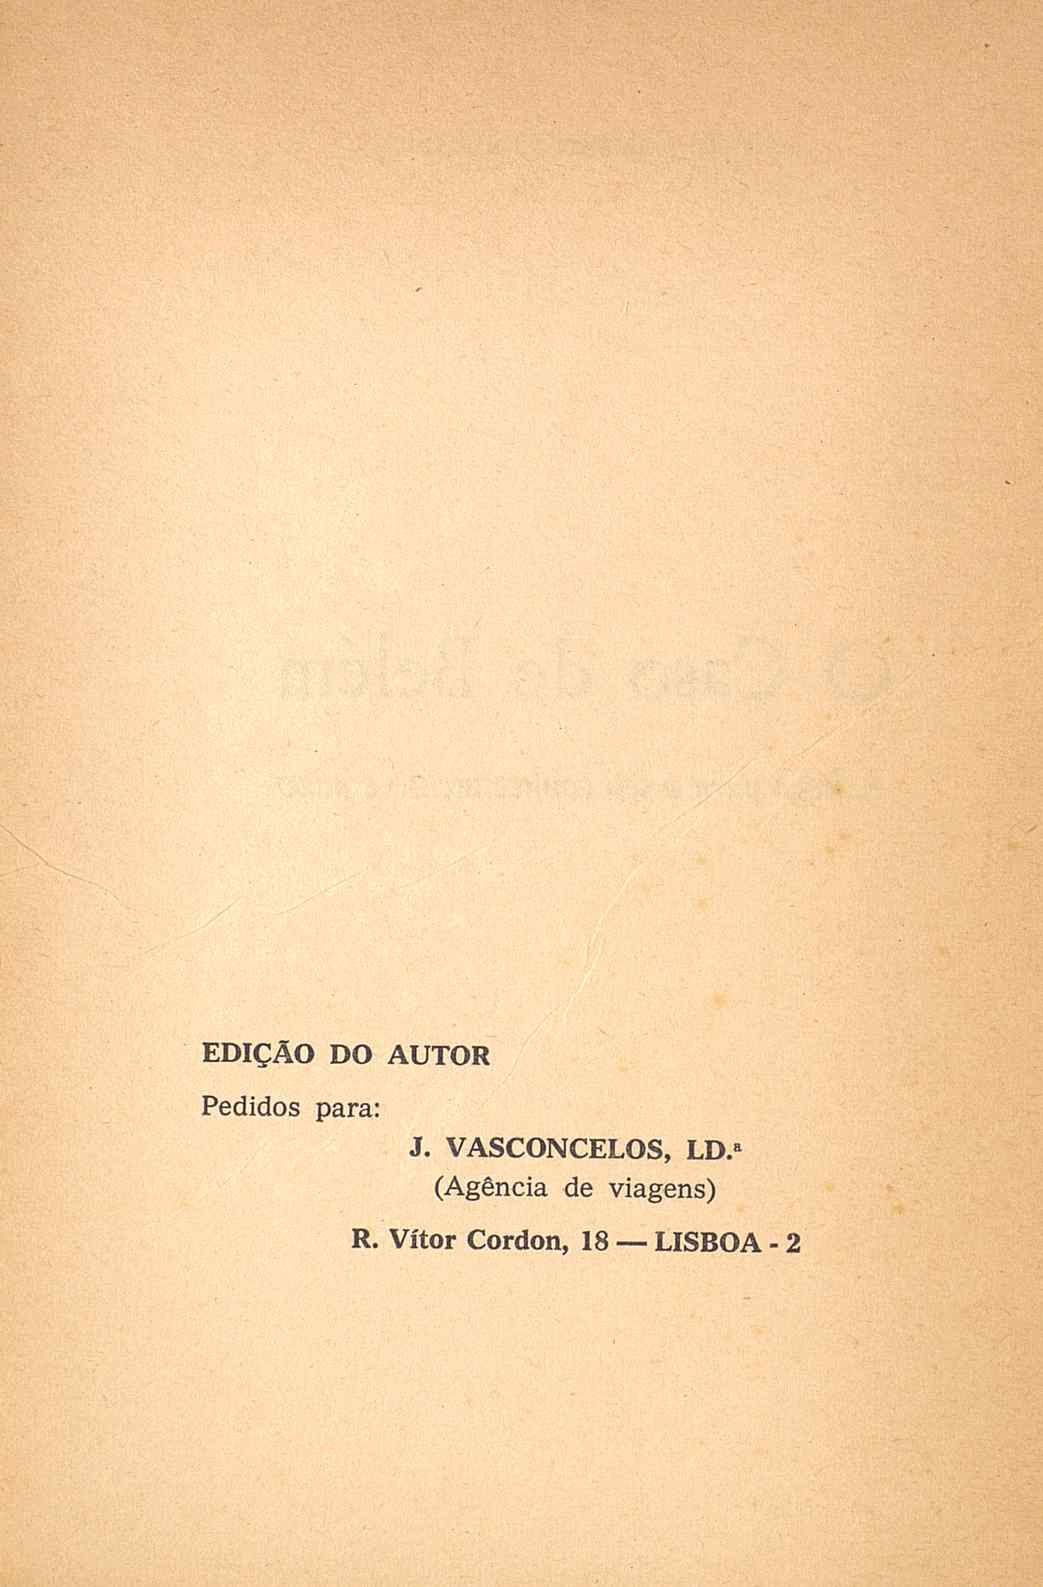 EDIÇÃO DO AUTOR
Pedidos para:
J. VASCONCELOS, LD.ª
(Agência de viagens)
R. Vítor Cordon, 18 — LISBOA - 2